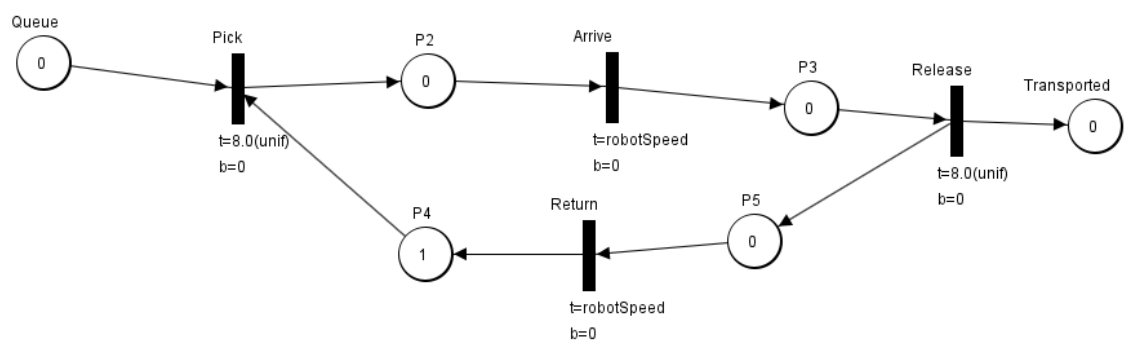 Queue
0
Pick
t=8.0(unif)
b=0
P2
0
Arrive
t=robotSpeed
b=0
P3
0
Release
t=8.0(unif)
b=0
Transported
0
P4
1
Return
t=robotSpeed
b=0
P5
0